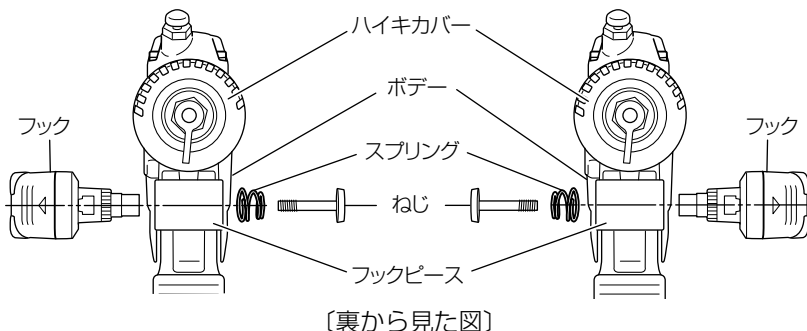 ハイキカバー
ボデー
フック
フック
スプリング
ねじ
フックピース
〔裏から見た図〕